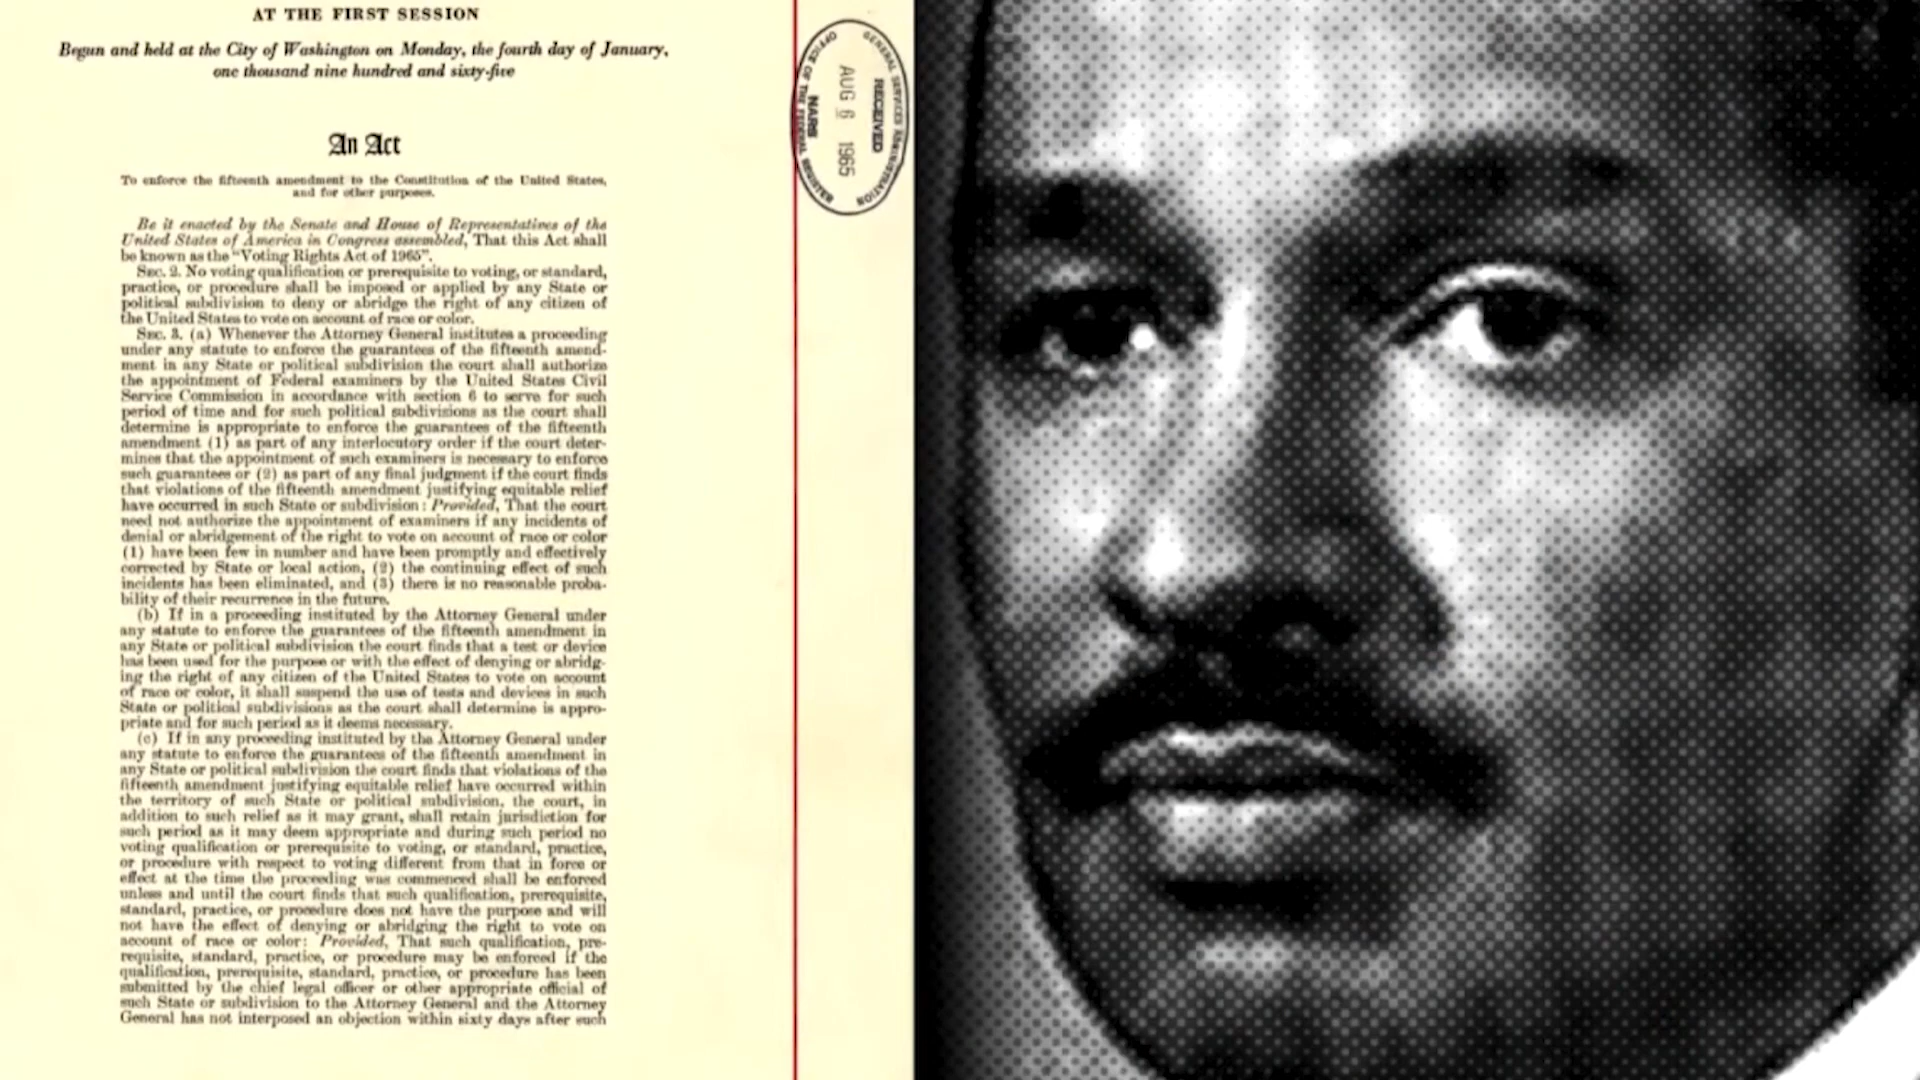 AT THE FIRST SESSION
Begun and held at the City of Washington on Monday, the fourth day of January,
one thousand nine hundred and sixty-five
An Act
To enforce the fifteenth amendment to the Constitution of the United States,
and for other purposes.
Be it enacted by the Senate and House of Representatives of the
United States of America in Congress assembled, That this Act shall
be known as the "Voting Rights Act of 1965".
SEC. 2. No voting qualification or prerequisite to voting, or standard,
practice, or procedure shall be imposed or applied by any State or
political subdivision to deny or abridge the right of any citizen of
the United States to vote on account of race or color.
SEC. 3. (a) Whenever the Attorney General institutes a proceeding
under any statute to enforce the guarantees of the fifteenth amend-
ment in any State or political subdivision the court shall authorize
the appointment of Federal examiners by the United States Civil
Service Commission in accordance with section 6 to serve for such
period of time and for such political subdivisions as the court shall
determine is appropriate to enforce the guarantees of the fifteenth
amendment (1) as part of any interlocutory order if the court deter-
mines that the appointment of such examiners is necessary to enforce
such guarantees or (2) as part of any final judgment if the court finds
that violations of the fifteenth amendment justifying equitable relief
have occurred in such State or subdivision: Provided, That the court
need not authorize the appointment of examiners if any incidents of
denial or abridgement of the right to vote on account of race or color
(1) have been few in number and have been promptly and effectively
corrected by State or local action, (2) the continuing effect of such
incidents has been eliminated, and (3) there is no reasonable proba-
bility of their recurrence in the future.
(b) If in a proceeding instituted by the Attorney General under
any statute to enforce the guarantees of the fifteenth amendment in
any State or political subdivision the court finds that a test or device
has been used for the purpose or with the effect of denying or abridg-
ing the right of any citizen of the United States to vote on account
of race or color, it shall suspend the use of tests and devices in such
State or political subdivisions as the court shall determine is appro-
priate and for such period as it deems necessary.
(c) If in any proceeding instituted by the Attorney General under
any statute to enforce the guarantees of the fifteenth amendment in
any State or political subdivision the court finds that violations of the
fifteenth amendment justifying equitable relief have occurred within
the territory of such State or political subdivision, the court, in
addition to such relief as it may grant, shall retain jurisdiction for
such period as it may deem appropriate and during such period no
voting qualification or prerequisite to voting, or standard, practice,
or procedure with respect to voting different from that in force or
effect at the time the proceeding was commenced shall be enforced
unless and until the court finds that such qualification, prerequisite,
standard, practice, or procedure does not have the purpose and will
not have the effect of denying or abridging the right to vote on
account of race or color: Provided, That such qualification, pre-
requisite, standard, practice, or procedure may be enforced if the
qualification, prerequisite, standard, practice, or procedure has been
submitted by the chief legal officer or other appropriate official of
such State or subdivision to the Attorney General and the Attorney
General has not interposed an objection within sixty days after such
GENERAL SERVICES ADMINISTRATION
RECEIVED
AUG 6 1965
NARS
OFFICE OF THE FEDERAL REGISTER